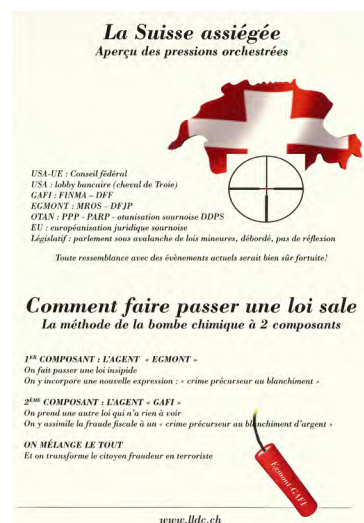 La Suisse assiégée
Aperçu des pressions orchestrées
USA-UE : Conseil fédéral
USA : lobby bancaire (cheval de Troie)
GAFI : FINMA – DFF
EGMONT : MROS – DFJP
OTAN : PPP - PARP - otanisation sournoise DDPS
EU : européanisation juridique sournoise
Législatif : parlement sous avalanche de lois mineures, débordé, pas de réflexion
Toute ressemblance avec des évènements actuels serait bien sûr fortuite!
Comment faire passer une loi sale
La méthode de la bombe chimique à 2 composants
1ER COMPOSANT : L'AGENT « EGMONT »
On fait passer une loi insipide
On y incorpore une nouvelle expression : « crime précurseur au blanchiment »
2ÈME COMPOSANT : L'AGENT « GAFI »
On prend une autre loi qui n'a rien à voir
On y assimile la fraude fiscale à un « crime précurseur au blanchiment d'argent »
ON MÉLANGE LE TOUT
Et on transforme le citoyen fraudeur en terroriste
Egmont GAFI
www.lldc.ch